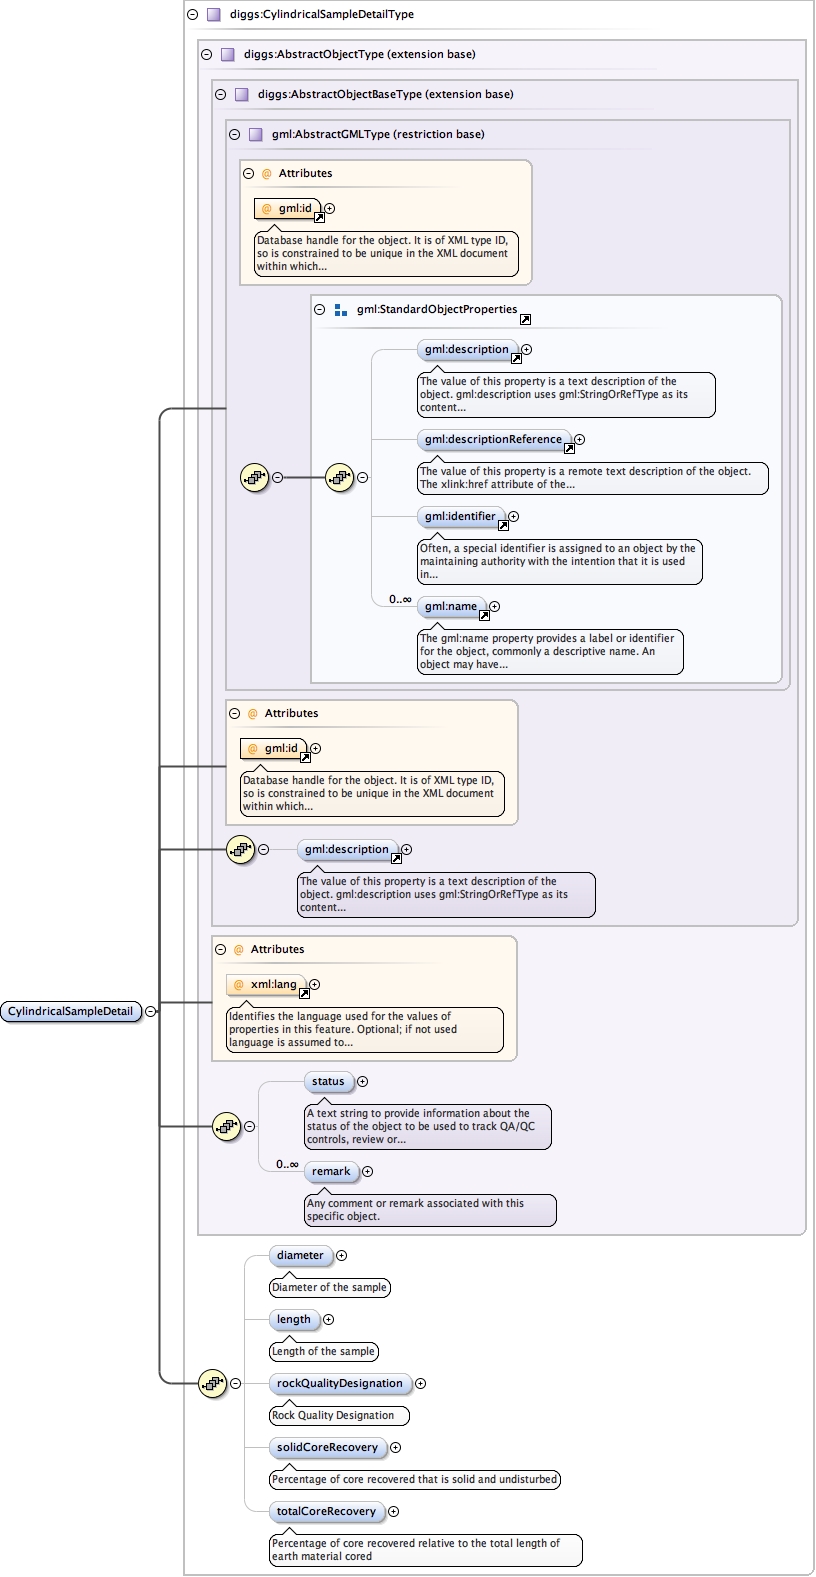 diggs:CylindricalSampleDetailType
diggs:AbstractObjectType (extension base)
diggs:AbstractObjectBaseType (extension base)
gml:AbstractGMLType (restriction base)
@ Attributes
@ gml:id
Database handle for the object. It is of XML type ID,
so is constrained to be unique in the XML document
within which...
gml:StandardObjectProperties
gml:description
The value of this property is a text description of the
object. gml:description uses gml:StringOrRefType as its
content...
gml:descriptionReference
The value of this property is a remote text description of the object.
The xlink:href attribute of the...
gml:identifier
Often, a special identifier is assigned to an object by the
maintaining authority with the intention that it is used
in...
0..∞ gml:name
The gml:name property provides a label or identifier
for the object, commonly a descriptive name. An
object may have...
@ Attributes
@ gml:id
Database handle for the object. It is of XML type ID,
so is constrained to be unique in the XML document
within which...
gml:description
The value of this property is a text description of the
object. gml:description uses gml:StringOrRefType as its
content...
@ Attributes
@ xml:lang
Identifies the language used for the values of
properties in this feature. Optional; if not used
language is assumed to...
CylindricalSampleDetail
status
A text string to provide information about the
status of the object to be used to track QA/QC
controls, review or...
0..∞ remark
Any comment or remark associated with this
specific object.
diameter
Diameter of the sample
length
Length of the sample
rockQualityDesignation
Rock Quality Designation
solidCoreRecovery
Percentage of core recovered that is solid and undisturbed
totalCoreRecovery
Percentage of core recovered relative to the total length of
earth material cored